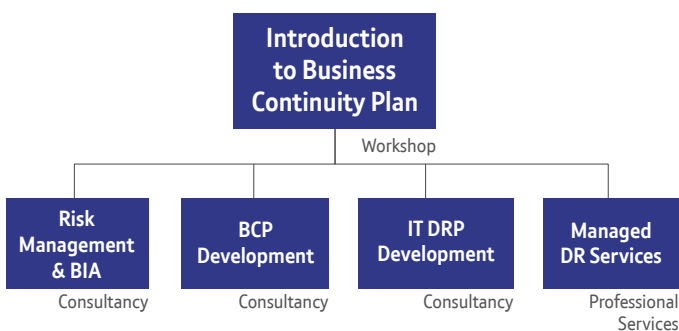 Introduction
to Business
Continuity Plan
Workshop
Risk
Management
& BIA
Consultancy
BCP
Development
Consultancy
IT DRP
Development
Consultancy
Managed
DR Services
Professional
Services